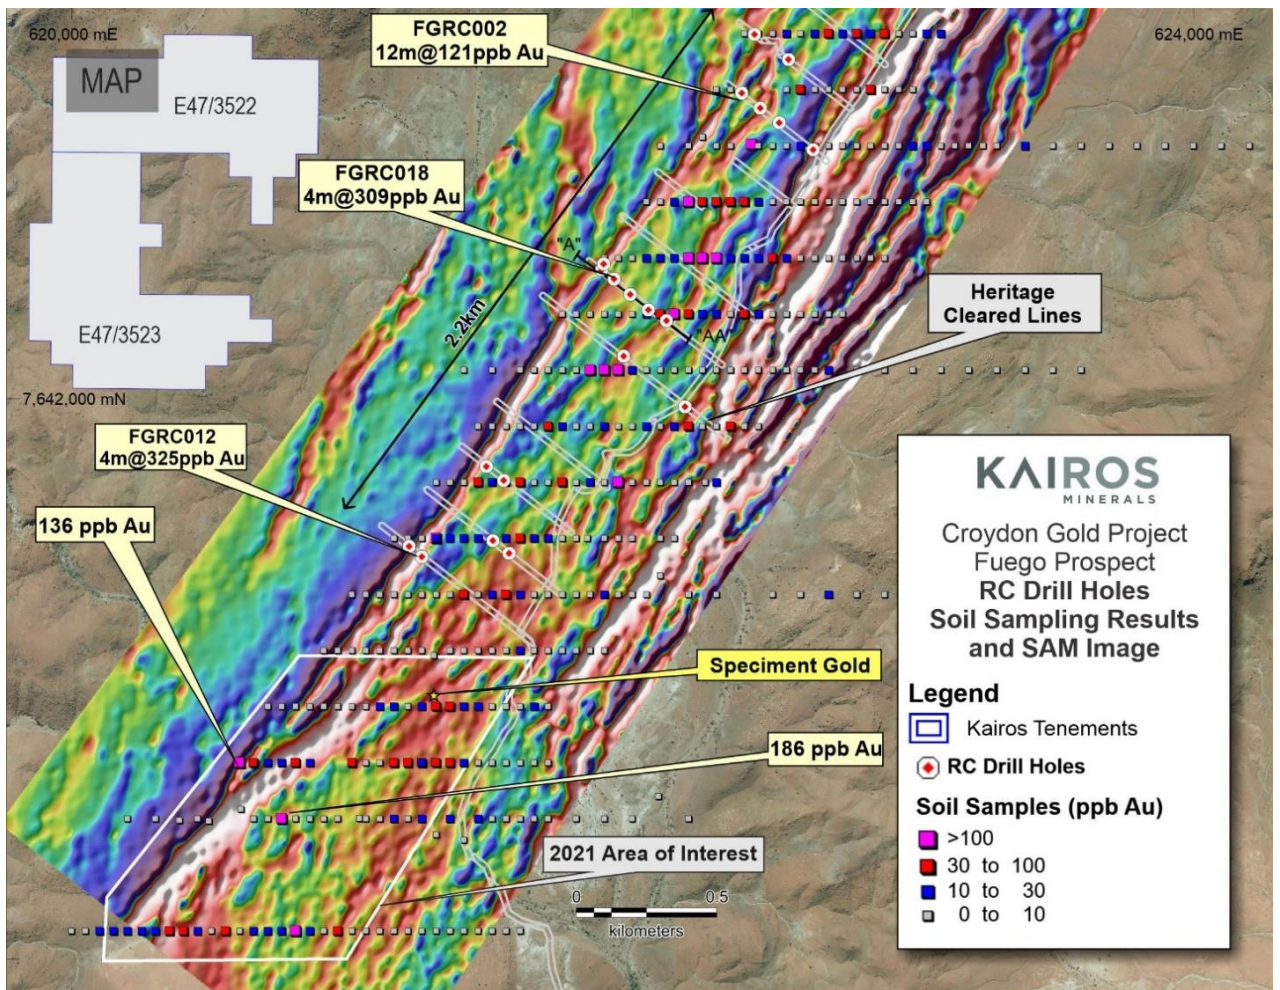 620,000 mE
MAP
E47/3522
E47/3523
7,642,000 mN
FGRC002
12m@121ppb Au
624,000 mE
FGRC018
4m@309ppb Au
"A"
2.2km
"AA"
Heritage
Cleared Lines
FGRC012
4m@325ppb Au
136 ppb Au
Speciment Gold
186 ppb Au
2021 Area of Interest
0 0.5
kilometers
KAIROS
MINERALS
Croydon Gold Project
Fuego Prospect
RC Drill Holes
Soil Sampling Results
and SAM Image
Legend
Kairos Tenements
RC Drill Holes
Soil Samples (ppb Au)
>100
30 to 100
10 to 30
0 to 10